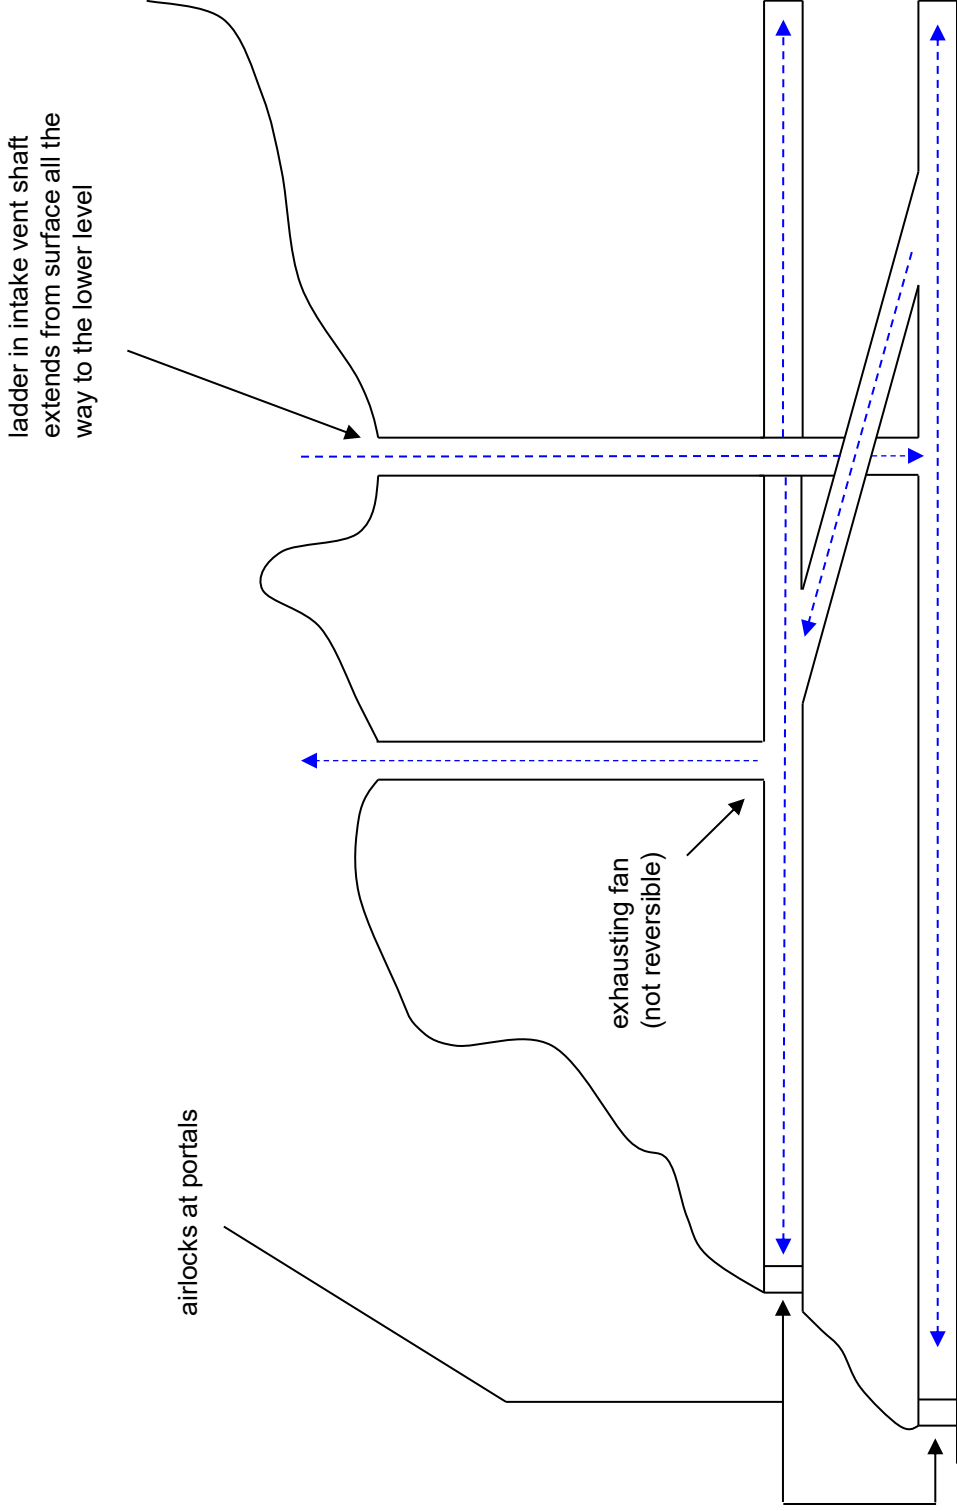 ladder in intake vent shaft
extends from surface all the
way to the lower level
airlocks at portals
exhausting fan
(not reversible)